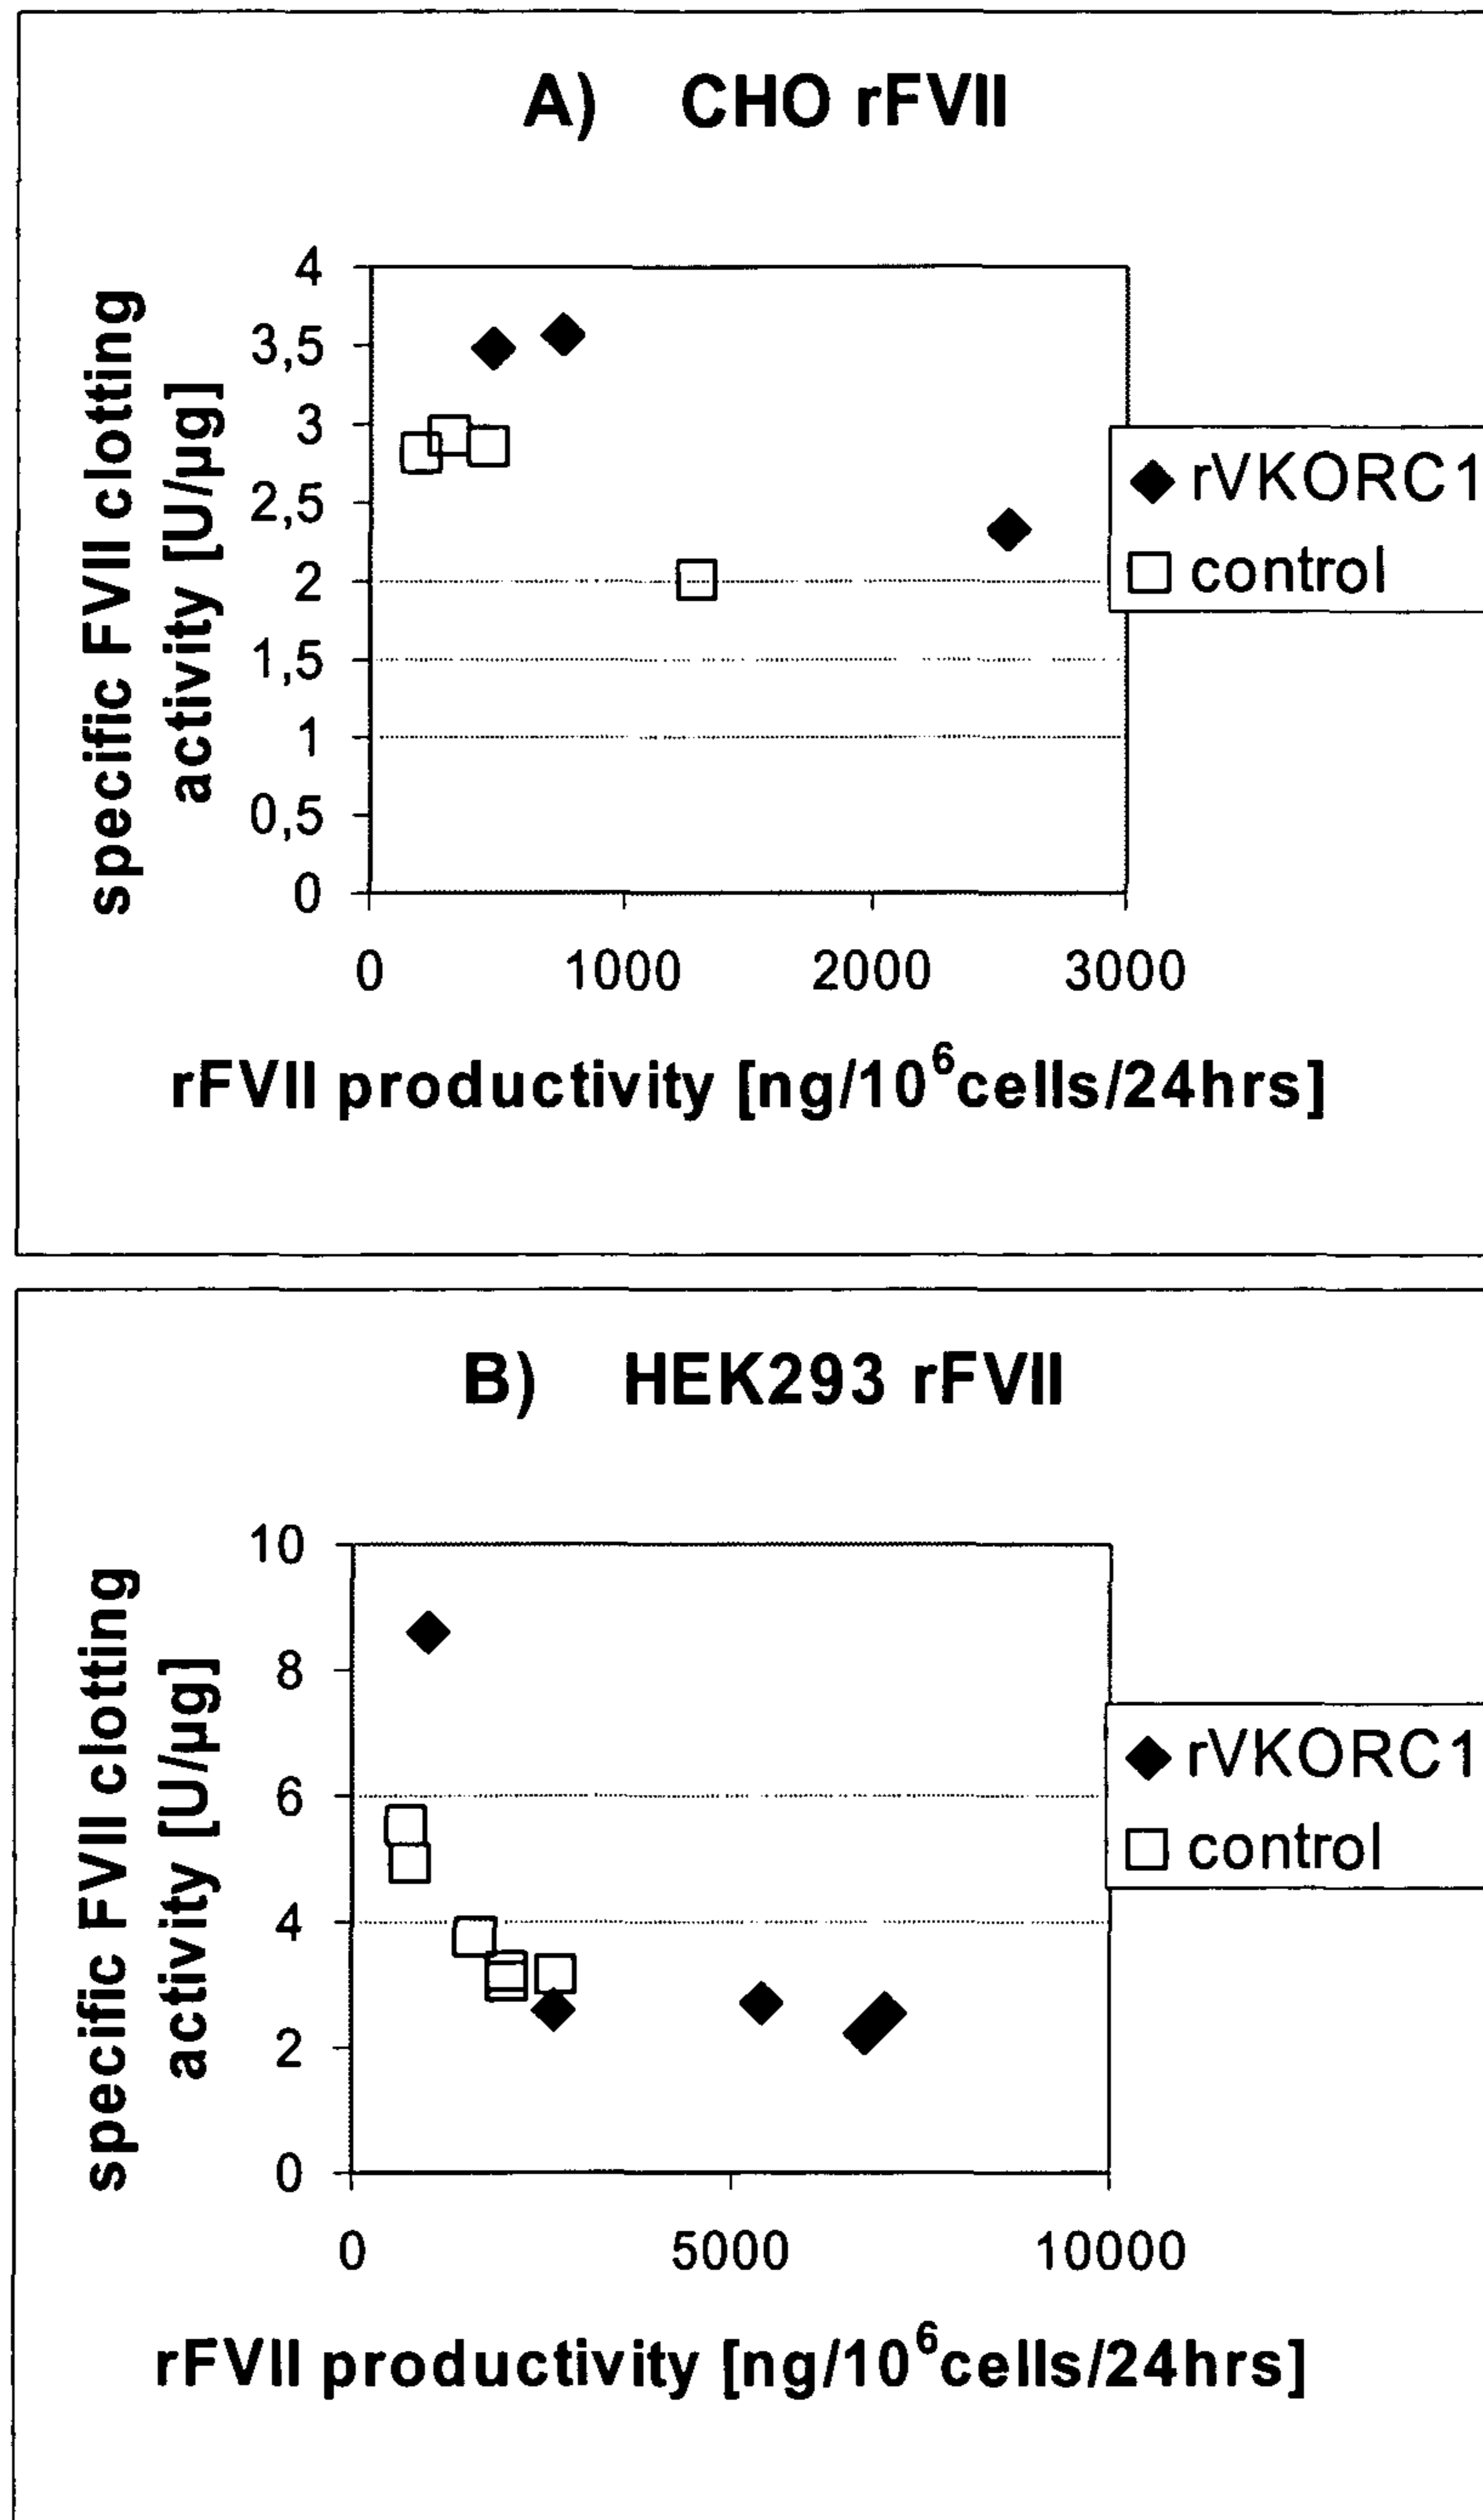 A) CHO rFVII
specific FVII clotting
activity [U/µg]
4
3,5
3
2,5
2
1,5
1
0,5
0
0 1000 2000 3000
rFVII productivity [ng/10⁶cells/24hrs]
rVKORC1
control
B) HEK293 rFVII
specific FVII clotting
activity [U/µg]
10
8
6
4
2
0
0 5000 10000
rFVII productivity [ng/10⁶cells/24hrs]
rVKORC1
control